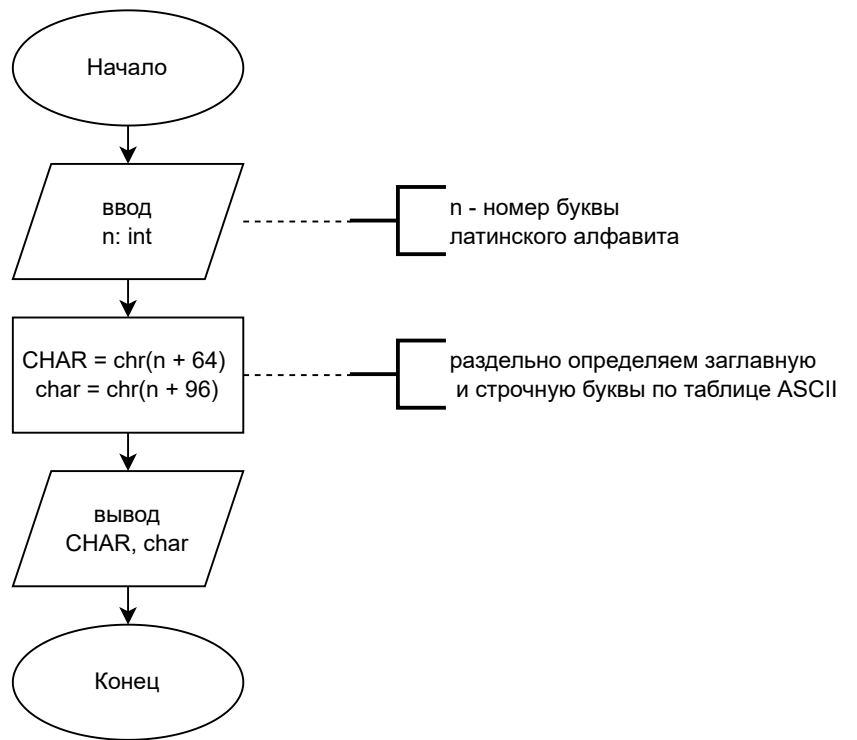 Начало
ввод
n: int
n - номер буквы
латинского алфавита
CHAR = chr(n + 64)
char = chr(n + 96)
раздельно определяем заглавную
и строчную буквы по таблице ASCII
вывод
CHAR, char
Конец